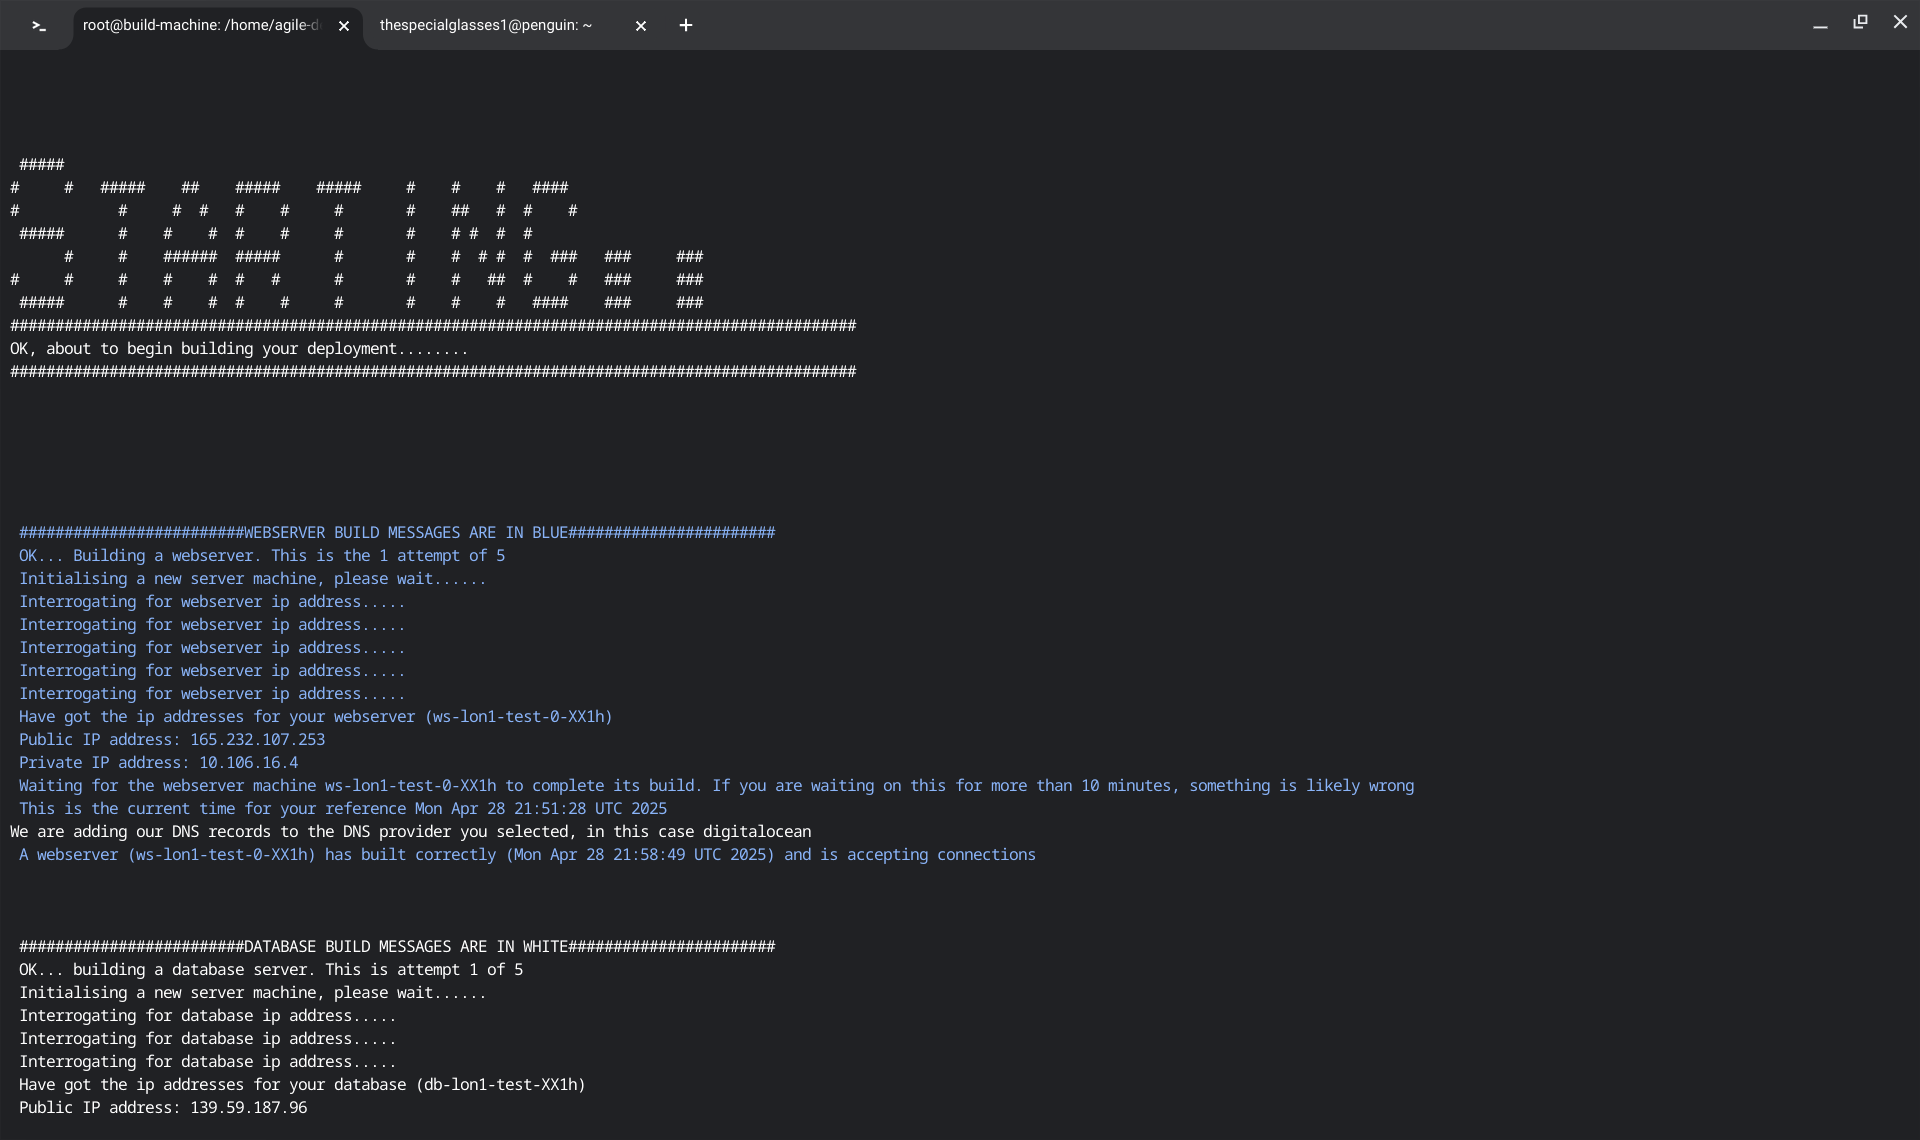 root@build-machine: /home/agile-d
thespecialglasses1@penguin: ~
 #####
#     #   #####    ##    #####    #####     #    #    #   ####
#           #     #  #   #    #     #       #    ##   #  #    #
 #####      #    #    #  #    #     #       #    # #  #  #
      #     #    ######  #####      #       #    #  # #  #  ###   ###     ###
#     #     #    #    #  #   #      #       #    #   ##  #    #   ###     ###
 #####      #    #    #  #    #     #       #    #    #   ####    ###     ###
##############################################################################################
OK, about to begin building your deployment........
##############################################################################################
#########################WEBSERVER BUILD MESSAGES ARE IN BLUE#######################
OK... Building a webserver. This is the 1 attempt of 5
Initialising a new server machine, please wait......
Interrogating for webserver ip address.....
Interrogating for webserver ip address.....
Interrogating for webserver ip address.....
Interrogating for webserver ip address.....
Interrogating for webserver ip address.....
Have got the ip addresses for your webserver (ws-lon1-test-0-XX1h)
Public IP address: 165.232.107.253
Private IP address: 10.106.16.4
Waiting for the webserver machine ws-lon1-test-0-XX1h to complete its build. If you are waiting on this for more than 10 minutes, something is likely wrong
This is the current time for your reference Mon Apr 28 21:51:28 UTC 2025
We are adding our DNS records to the DNS provider you selected, in this case digitalocean
A webserver (ws-lon1-test-0-XX1h) has built correctly (Mon Apr 28 21:58:49 UTC 2025) and is accepting connections
#########################DATABASE BUILD MESSAGES ARE IN WHITE#######################
OK... building a database server. This is attempt 1 of 5
Initialising a new server machine, please wait......
Interrogating for database ip address.....
Interrogating for database ip address.....
Interrogating for database ip address.....
Have got the ip addresses for your database (db-lon1-test-XX1h)
Public IP address: 139.59.187.96